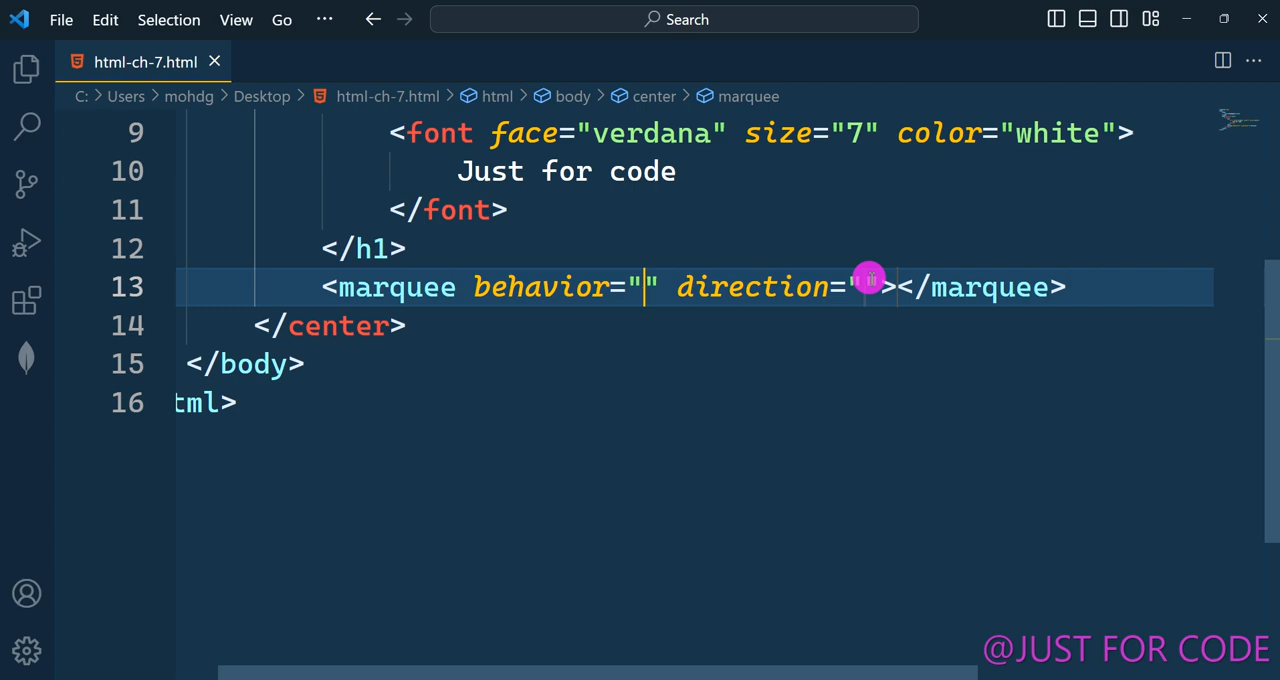 File Edit Selection View Go ··· Search
html-ch-7.html
C: > Users > mohdg > Desktop > html-ch-7.html > html > body > center > marquee
9 <font face="verdana" size="7" color="white">
10 Just for code
11 </font>
12 </h1>
13 <marquee behavior="" direction=""></marquee>
14 </center>
15 </body>
16 tml>
@JUST FOR CODE